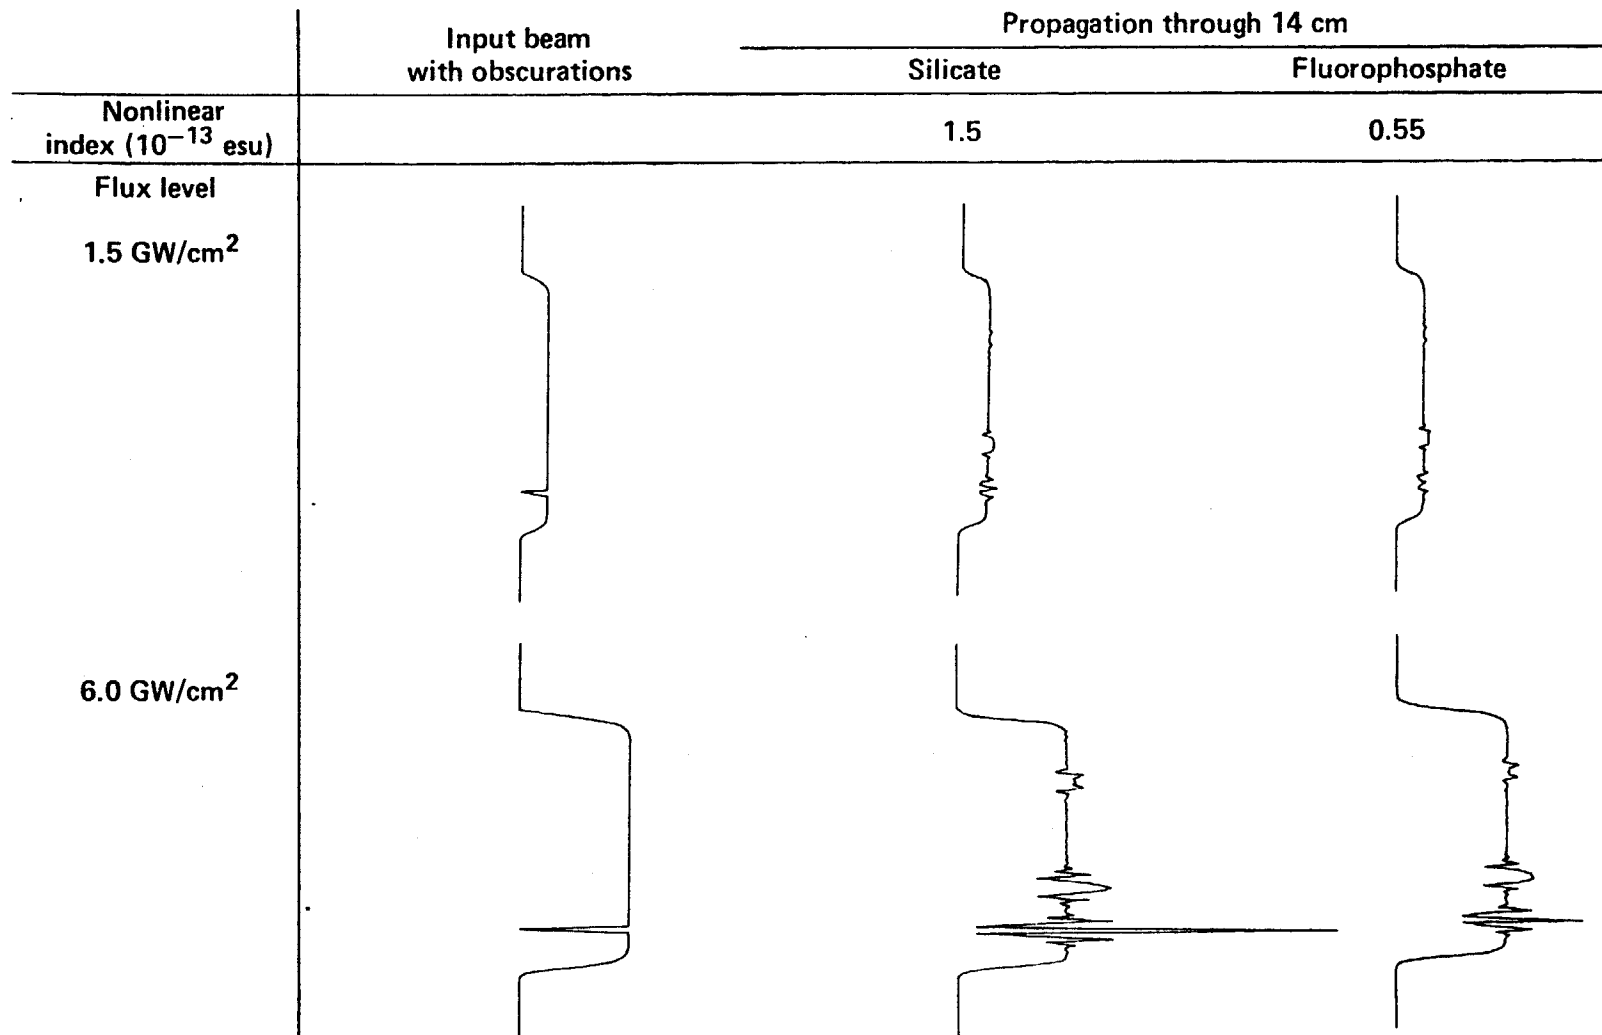 Input beam
with obscurations
Propagation through 14 cm
Silicate
Fluorophosphate
Nonlinear
index (10⁻¹³ esu)
1.5
0.55
Flux level
1.5 GW/cm²
6.0 GW/cm²